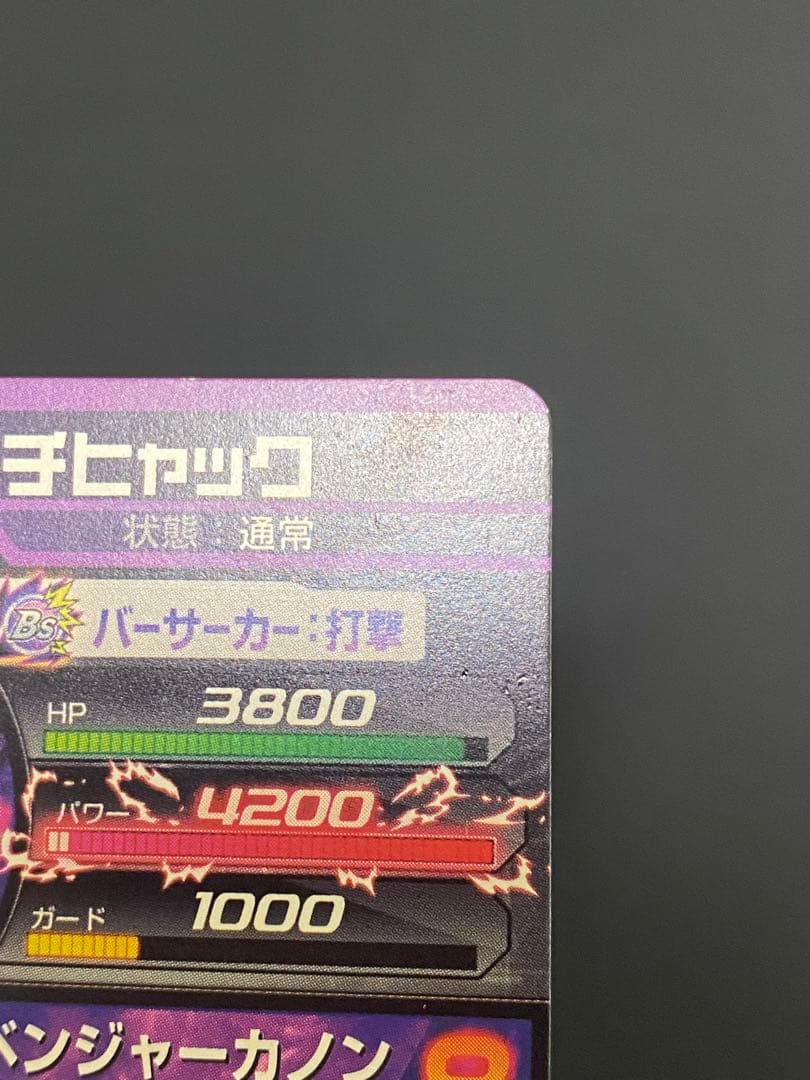 チヒャック
状態：通常
Bs バーサーカー：打撃
HP 3800
パワー 4200
ガード 1000
ベンジャーカノン